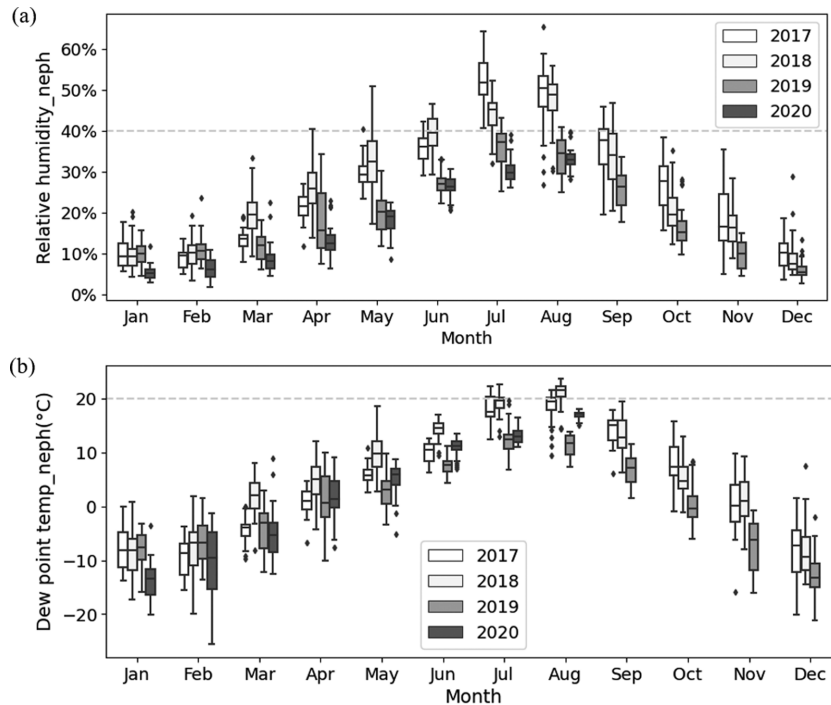 (a)
Relative humidity_neph
60%
50%
40%
30%
20%
10%
0%
2017
2018
2019
2020
Jan Feb Mar Apr May Jun Jul Aug Sep Oct Nov Dec
Month
(b)
Dew point temp_neph(°C)
20
10
0
−10
−20
2017
2018
2019
2020
Jan Feb Mar Apr May Jun Jul Aug Sep Oct Nov Dec
Month